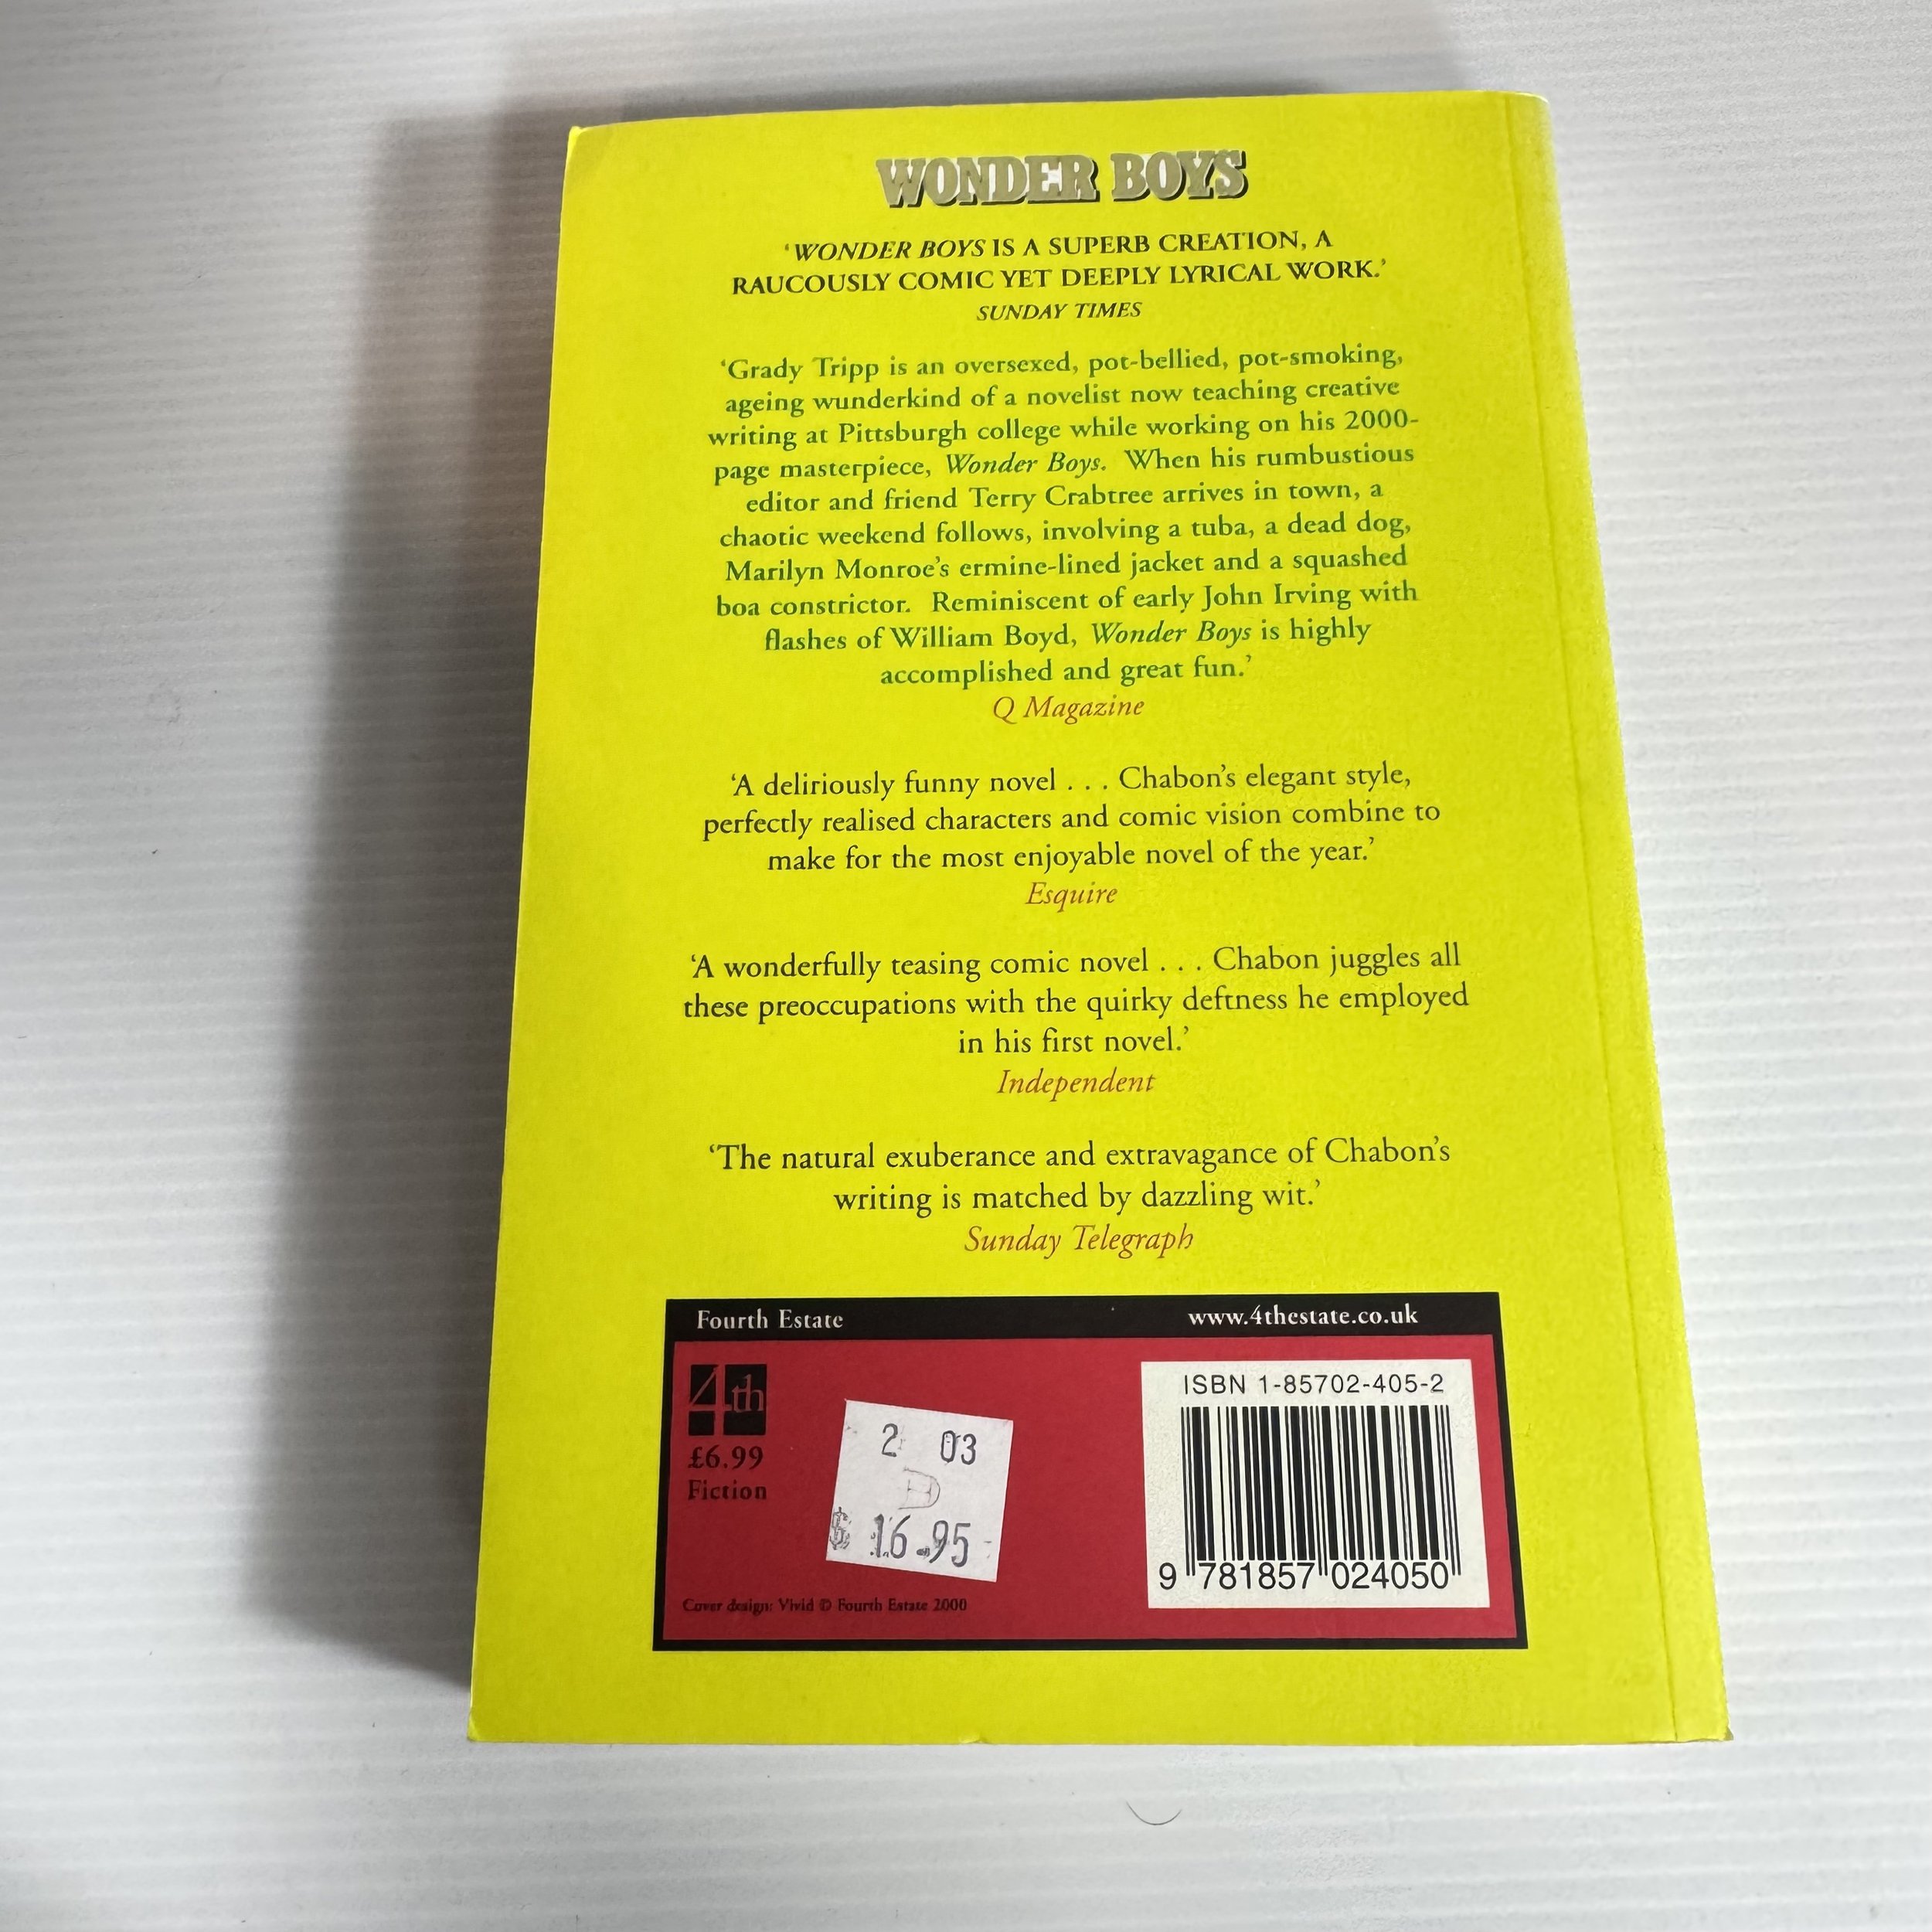 WONDER BOYS
‘WONDER BOYS IS A SUPERB CREATION, A
RAUCOUSLY COMIC YET DEEPLY LYRICAL WORK.’
SUNDAY TIMES
‘Grady Tripp is an oversexed, pot-bellied, pot-smoking,
ageing wunderkind of a novelist now teaching creative
writing at Pittsburgh college while working on his 2000-
page masterpiece, Wonder Boys. When his rumbustious
editor and friend Terry Crabtree arrives in town, a
chaotic weekend follows, involving a tuba, a dead dog,
Marilyn Monroe’s ermine-lined jacket and a squashed
boa constrictor. Reminiscent of early John Irving with
flashes of William Boyd, Wonder Boys is highly
accomplished and great fun.’
Q Magazine
‘A deliriously funny novel . . . Chabon’s elegant style,
perfectly realised characters and comic vision combine to
make for the most enjoyable novel of the year.’
Esquire
‘A wonderfully teasing comic novel . . . Chabon juggles all
these preoccupations with the quirky deftness he employed
in his first novel.’
Independent
‘The natural exuberance and extravagance of Chabon’s
writing is matched by dazzling wit.’
Sunday Telegraph
Fourth Estate www.4thestate.co.uk
4th
£6.99
Fiction
2 03
$ 16.95
Cover design: Vivid © Fourth Estate 2000
ISBN 1-85702-405-2
9 781857 024050